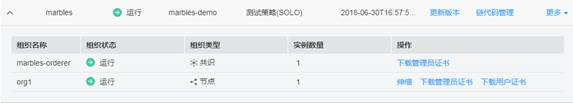 marbles 运行 marbles-demo 测试策略(SOLO) 2018-06-30T16:57:5... 更新版本 链代码管理 更多
组织名称 组织状态 组织类型 实例数量 操作
marbles-orderer 运行 共识 1 下载管理员证书
org1 运行 节点 1 伸缩 下载管理员证书 下载用户证书